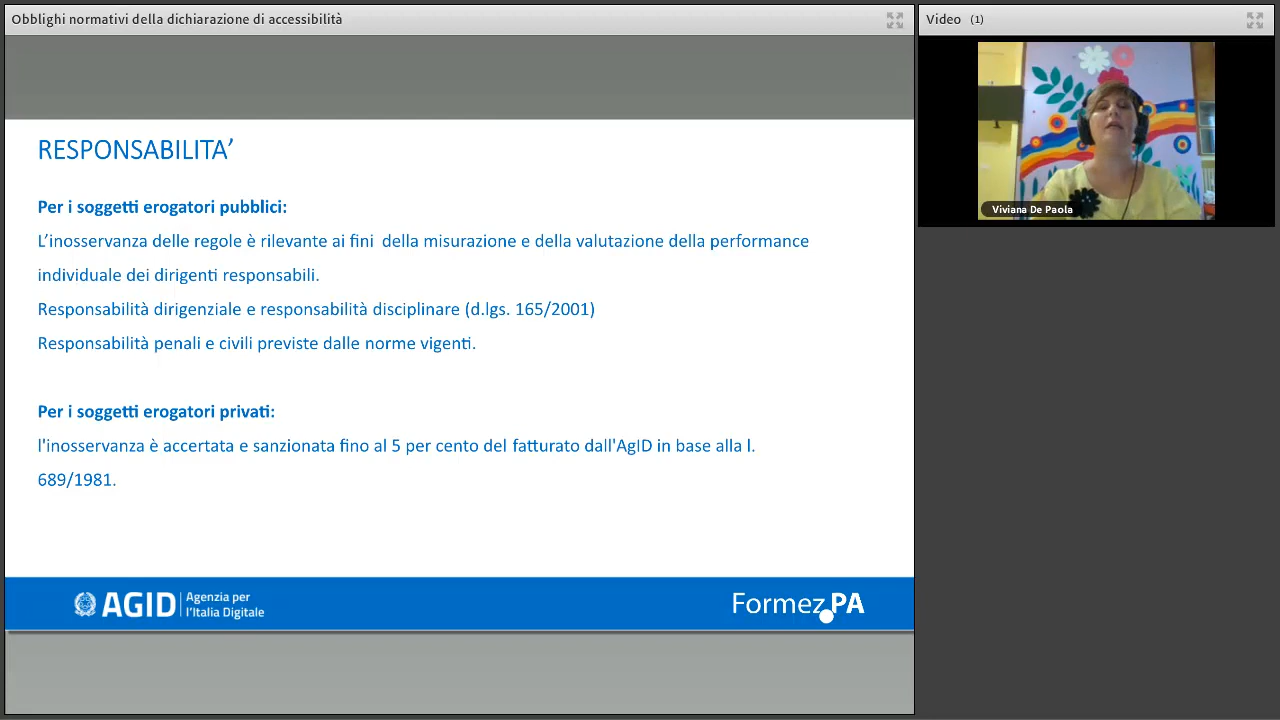 Obblighi normativi della dichiarazione di accessibilità
Video (1)
RESPONSABILITA’
Per i soggetti erogatori pubblici:
L’inosservanza delle regole è rilevante ai fini della misurazione e della valutazione della performance
individuale dei dirigenti responsabili.
Responsabilità dirigenziale e responsabilità disciplinare (d.lgs. 165/2001)
Responsabilità penali e civili previste dalle norme vigenti.
Per i soggetti erogatori privati:
l'inosservanza è accertata e sanzionata fino al 5 per cento del fatturato dall'AgID in base alla l.
689/1981.
Viviana De Paola
AGID
Agenzia per
l’Italia Digitale
Formez.PA